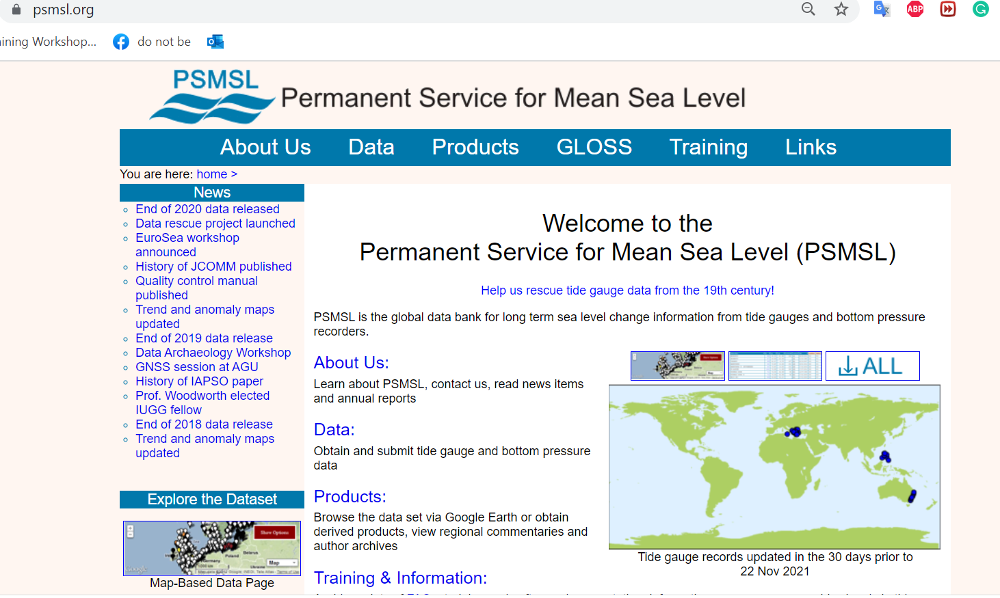 psmsl.org
ABP
ining Workshop...
do not be
PSMSL
Permanent Service for Mean Sea Level
About Us Data Products GLOSS Training Links
You are here: home >
News
End of 2020 data released
Data rescue project launched
EuroSea workshop
announced
History of JCOMM published
Quality control manual
published
Trend and anomaly maps
updated
End of 2019 data release
Data Archaeology Workshop
GNSS session at AGU
History of IAPSO paper
Prof. Woodworth elected
IUGG fellow
End of 2018 data release
Trend and anomaly maps
updated
Explore the Dataset
Show Options
Poland
Belarus
Germany
Map
Google
Map-Based Data Page
Welcome to the
Permanent Service for Mean Sea Level (PSMSL)
Help us rescue tide gauge data from the 19th century!
PSMSL is the global data bank for long term sea level change information from tide gauges and bottom pressure
recorders.
About Us:
Learn about PSMSL, contact us, read news items
and annual reports
Data:
Obtain and submit tide gauge and bottom pressure
data
Products:
Browse the data set via Google Earth or obtain
derived products, view regional commentaries and
author archives
Training & Information:
ALL
Tide gauge records updated in the 30 days prior to
22 Nov 2021